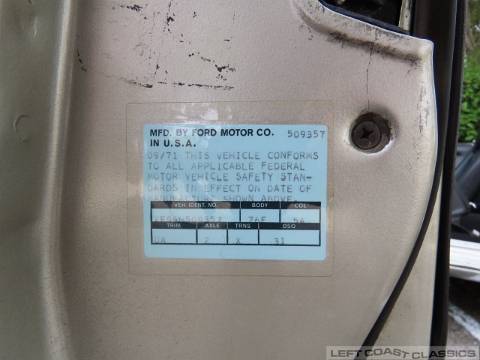 MFD. BY FORD MOTOR CO. 509357
IN U.S.A.
09/71 THIS VEHICLE CONFORMS
TO ALL APPLICABLE FEDERAL
MOTOR VEHICLE SAFETY STAN-
DARDS IN EFFECT ON DATE OF
SHOWN ABOVE
VEH. IDENT. NO. BODY COL
76F 5A
TRIM AXLE TRNS DSO
DA 2 X 31
LEFT COAST CLASSICS